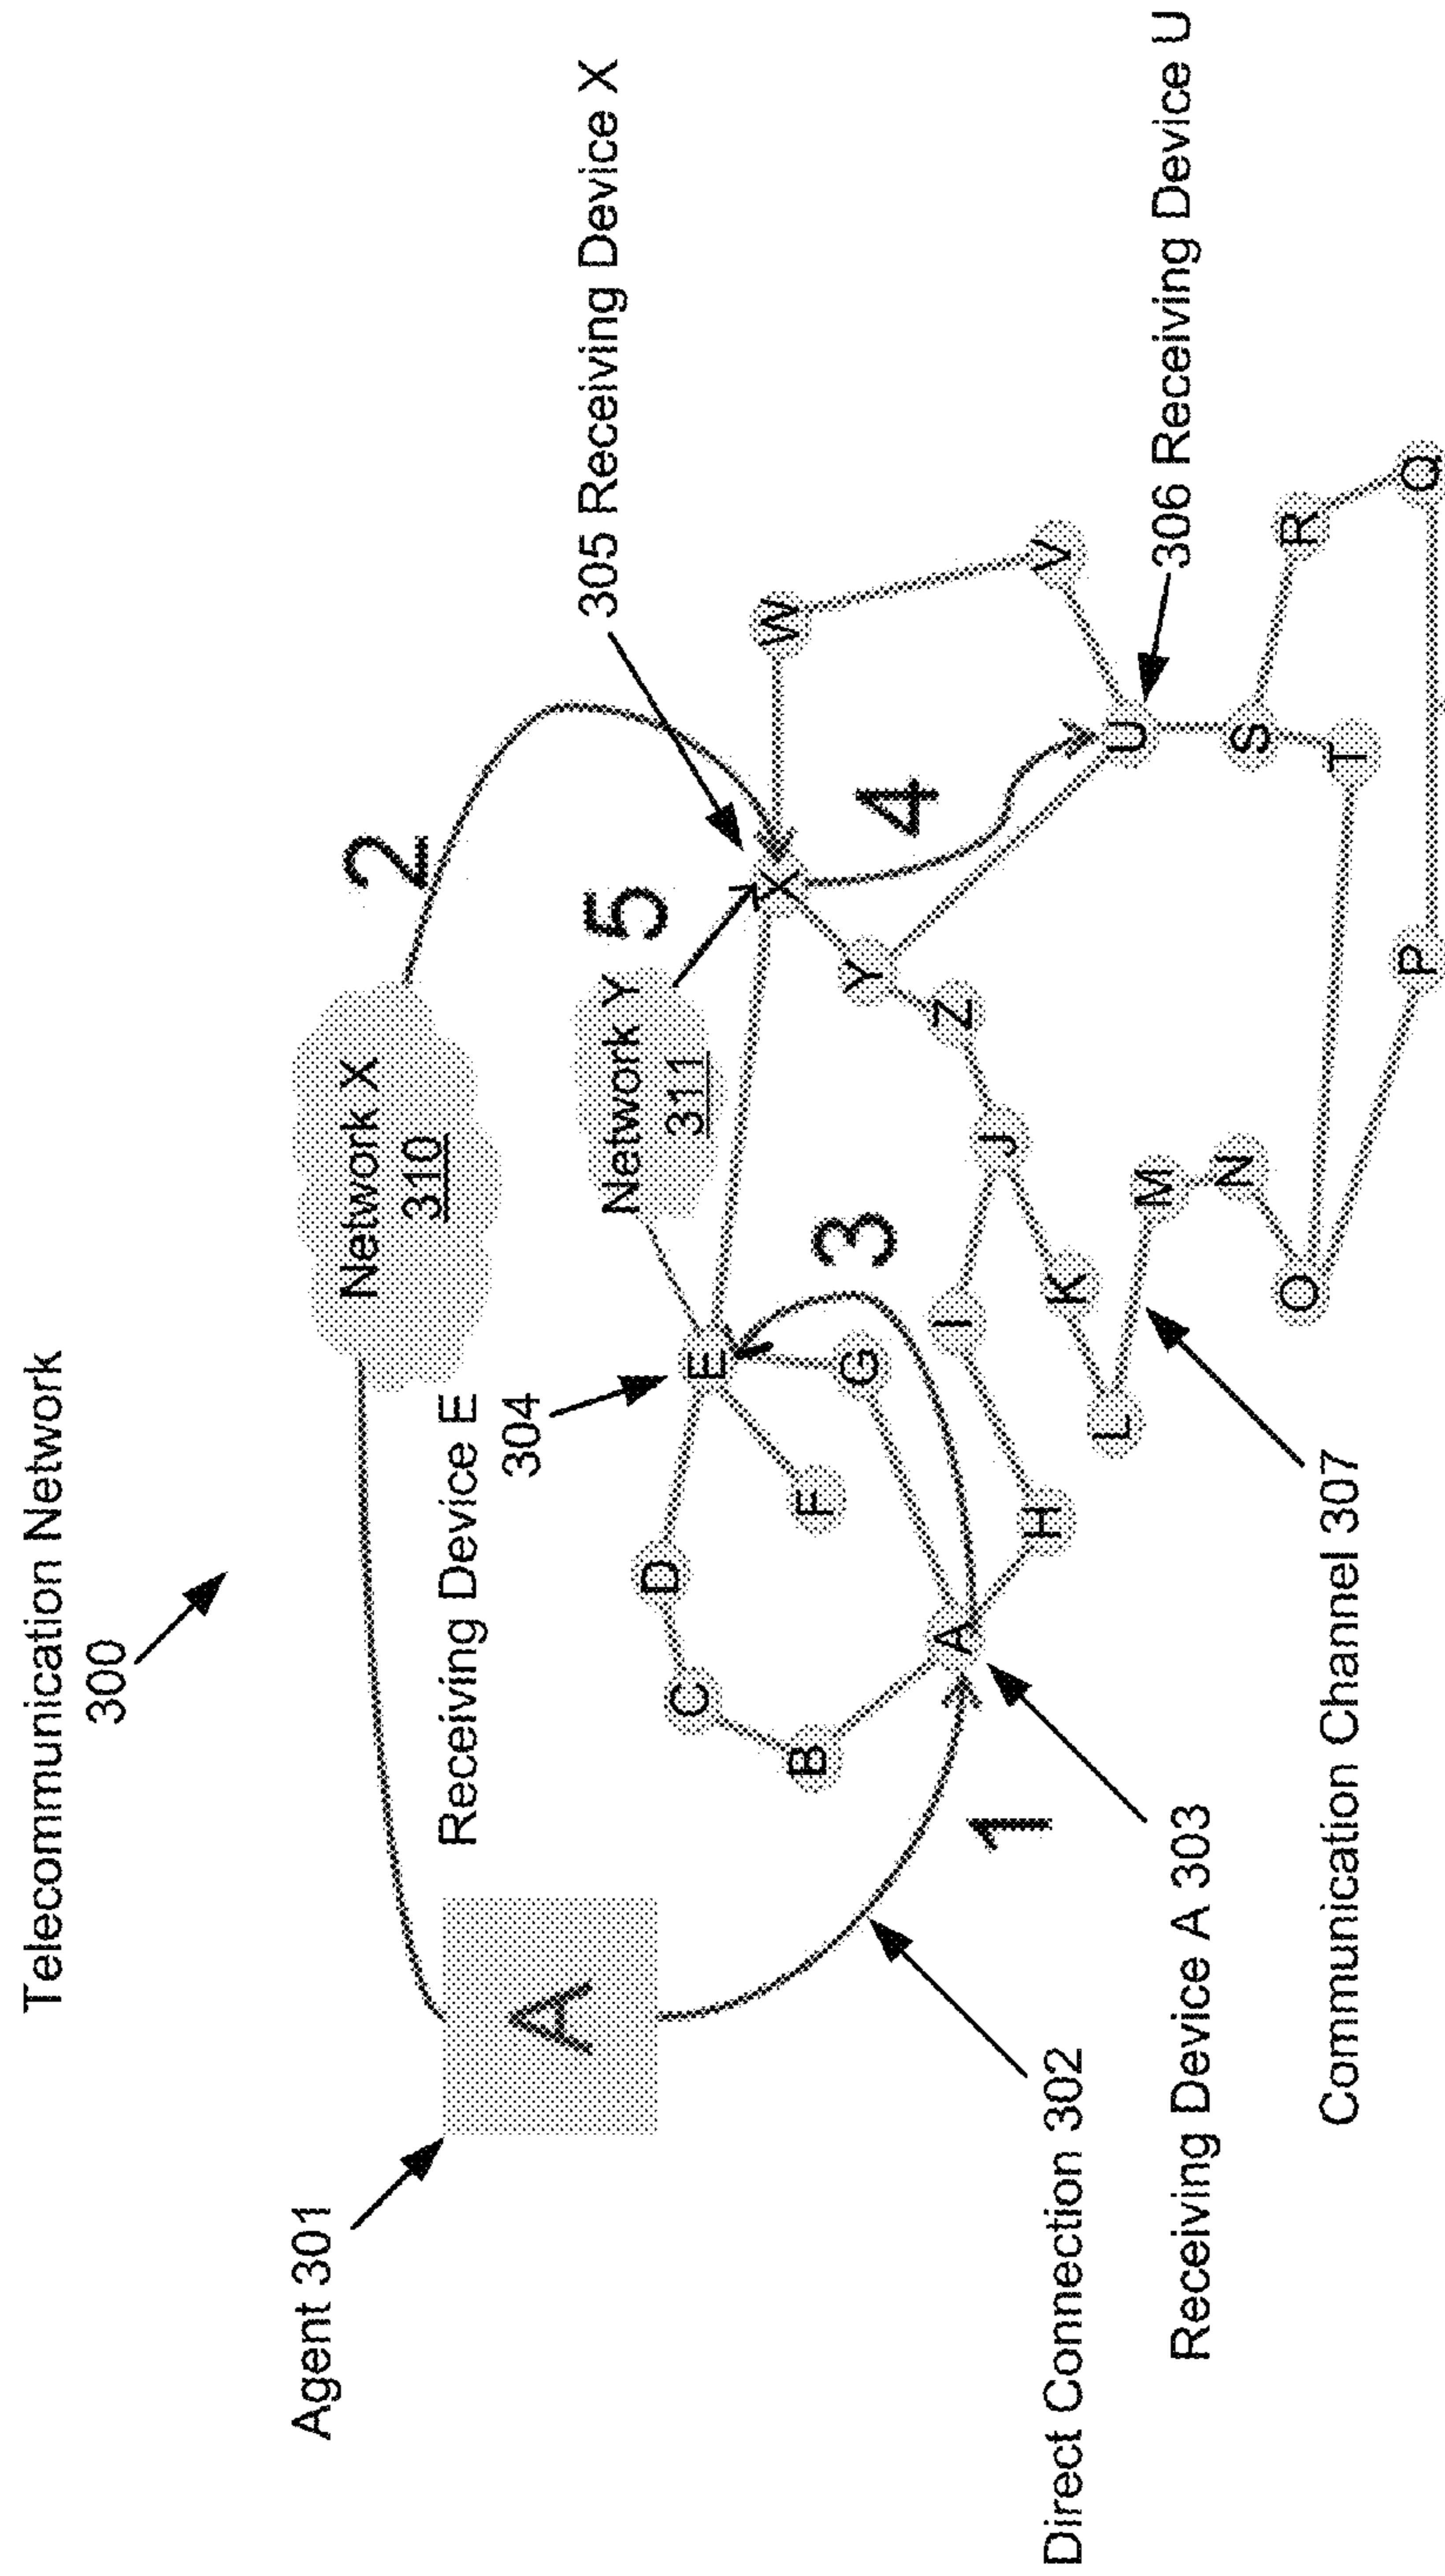 Telecommunication Network
300
Agent 301
A
Network X
310
2
305 Receiving Device X
Receiving Device E
304
Network Y
311
5
E
D
C
B
F
G
3
X
W
4
Y
Z
J
I
H
A
1
K
L
M
N
O
V
U
306 Receiving Device U
S
T
R
Q
P
Direct Connection 302
Receiving Device A 303
Communication Channel 307